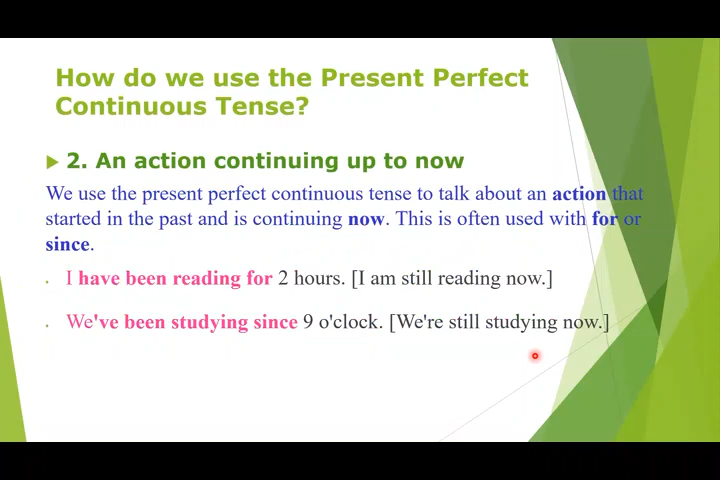 How do we use the Present Perfect
Continuous Tense?
2. An action continuing up to now
We use the present perfect continuous tense to talk about an action that
started in the past and is continuing now. This is often used with for or
since.
I have been reading for 2 hours. [I am still reading now.]
We've been studying since 9 o'clock. [We're still studying now.]